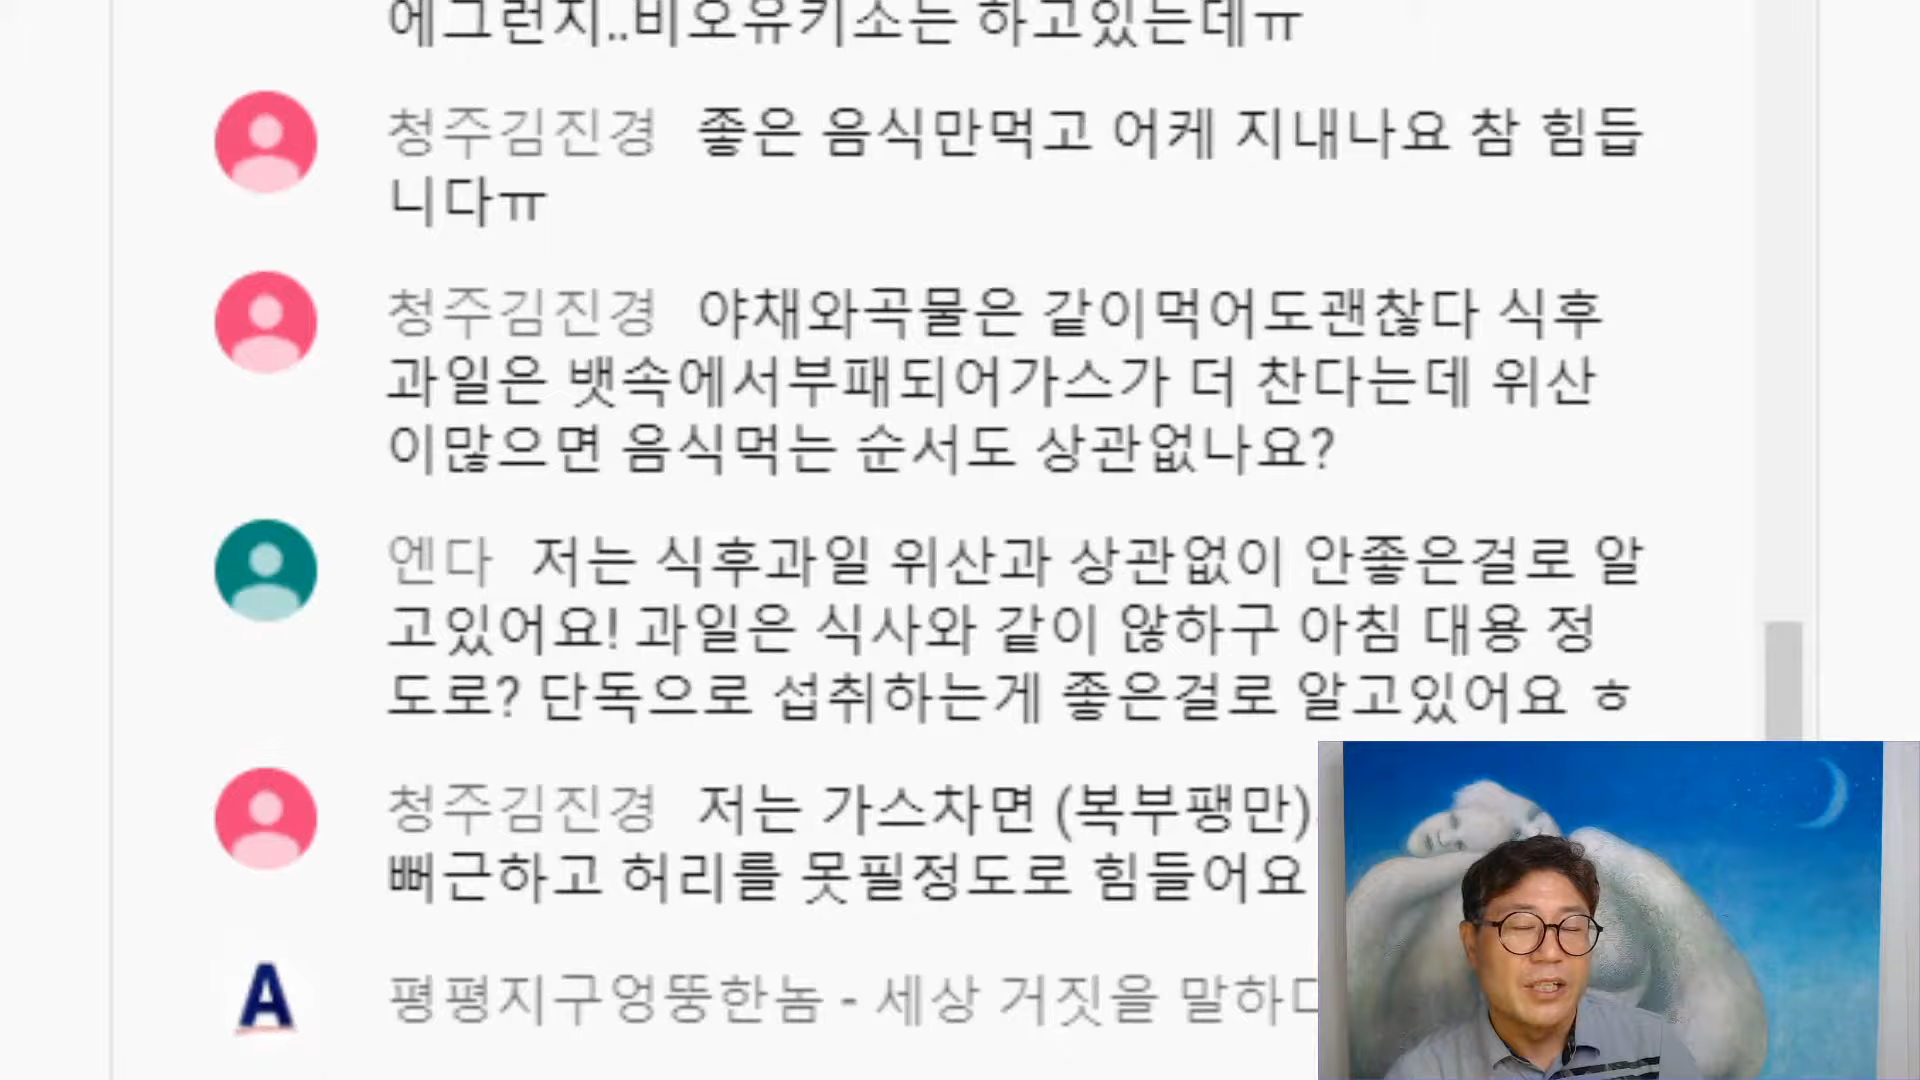 에그런지..비오유키소는 하고있는데ㅠ
청주김진경 좋은 음식만먹고 어케 지내나요 참 힘듭
니다ㅠ
청주김진경 야채와곡물은 같이먹어도괜찮다 식후
과일은 뱃속에서부패되어가스가 더 찬다는데 위산
이많으면 음식먹는 순서도 상관없나요?
엔다 저는 식후과일 위산과 상관없이 안좋은걸로 알
고있어요! 과일은 식사와 같이 않하구 아침 대용 정
도로? 단독으로 섭취하는게 좋은걸로 알고있어요 ㅎ
청주김진경 저는 가스차면 (복부팽만)
뻐근하고 허리를 못필정도로 힘들어요
A
평평지구엉뚱한놈 - 세상 거짓을 말하